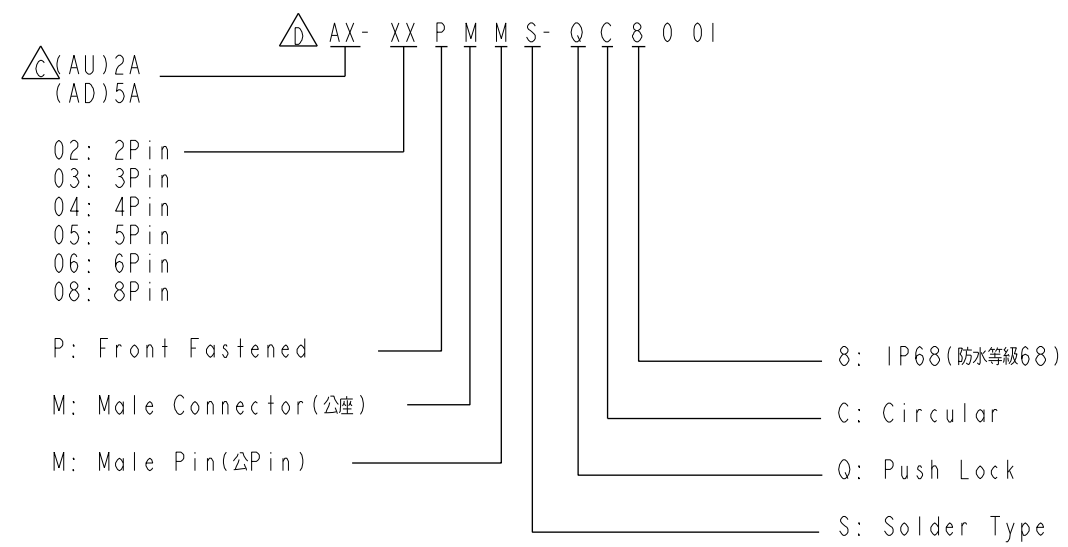 D AX- XX P M M S- Q C 8 0 01
C (AU)2A
(AD)5A
02: 2Pin
03: 3Pin
04: 4Pin
05: 5Pin
06: 6Pin
08: 8Pin
P: Front Fastened
M: Male Connector(公座)
M: Male Pin(公Pin)
8: IP68(防水等級68)
C: Circular
Q: Push Lock
S: Solder Type